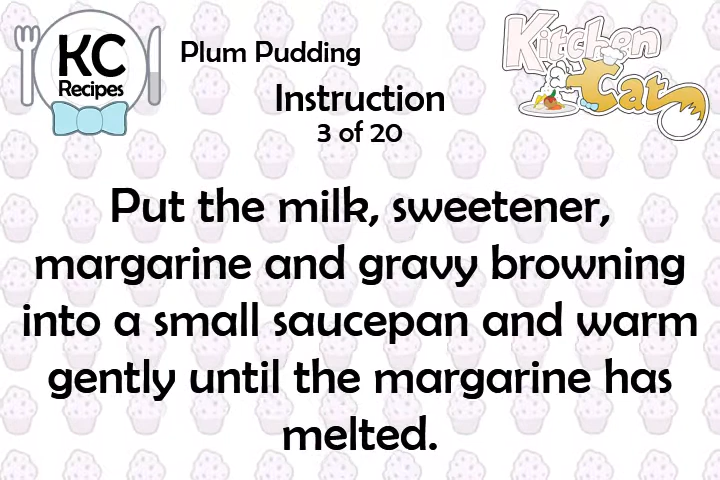 KC
Recipes
Plum Pudding
Kitchen
Cat
Instruction
3 of 20
Put the milk, sweetener,
margarine and gravy browning
into a small saucepan and warm
gently until the margarine has
melted.